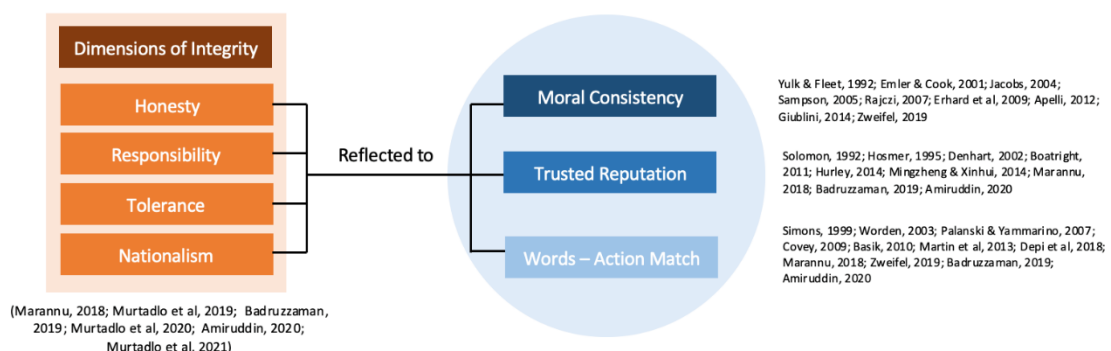 Dimensions of Integrity
Honesty
Responsibility
Tolerance
Nationalism
(Marannu, 2018; Murtadlo et al, 2019; Badruzzaman,
2019; Murtadlo et al, 2020; Amiruddin, 2020;
Murtadlo et al, 2021)
Reflected to
Moral Consistency
Trusted Reputation
Words – Action Match
Yulk & Fleet, 1992; Emler & Cook, 2001; Jacobs, 2004;
Sampson, 2005; Rajczi, 2007; Erhard et al, 2009; Apelli, 2012;
Giublini, 2014; Zweifel, 2019
Solomon, 1992; Hosmer, 1995; Denhart, 2002; Boatright,
2011; Hurley, 2014; Mingzheng & Xinhui, 2014; Marannu,
2018; Badruzzaman, 2019; Amiruddin, 2020
Simons, 1999; Worden, 2003; Palanski & Yammarino, 2007;
Covey, 2009; Basik, 2010; Martin et al, 2013; Depi et al, 2018;
Marannu, 2018; Zweifel, 2019; Badruzzaman, 2019;
Amiruddin, 2020